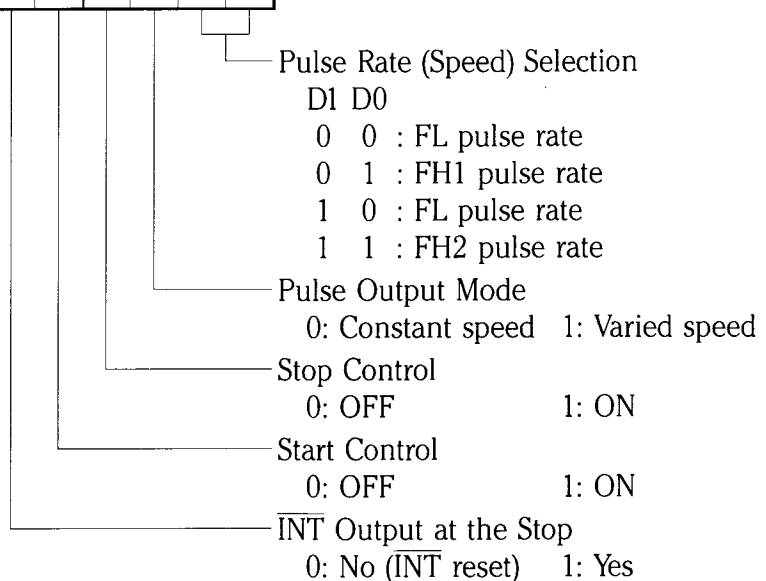 Pulse Rate (Speed) Selection
D1 D0
0 0 : FL pulse rate
0 1 : FH1 pulse rate
1 0 : FL pulse rate
1 1 : FH2 pulse rate
Pulse Output Mode
0: Constant speed 1: Varied speed
Stop Control
0: OFF 1: ON
Start Control
0: OFF 1: ON
I̅N̅T̅ Output at the Stop
0: No (I̅N̅T̅ reset) 1: Yes